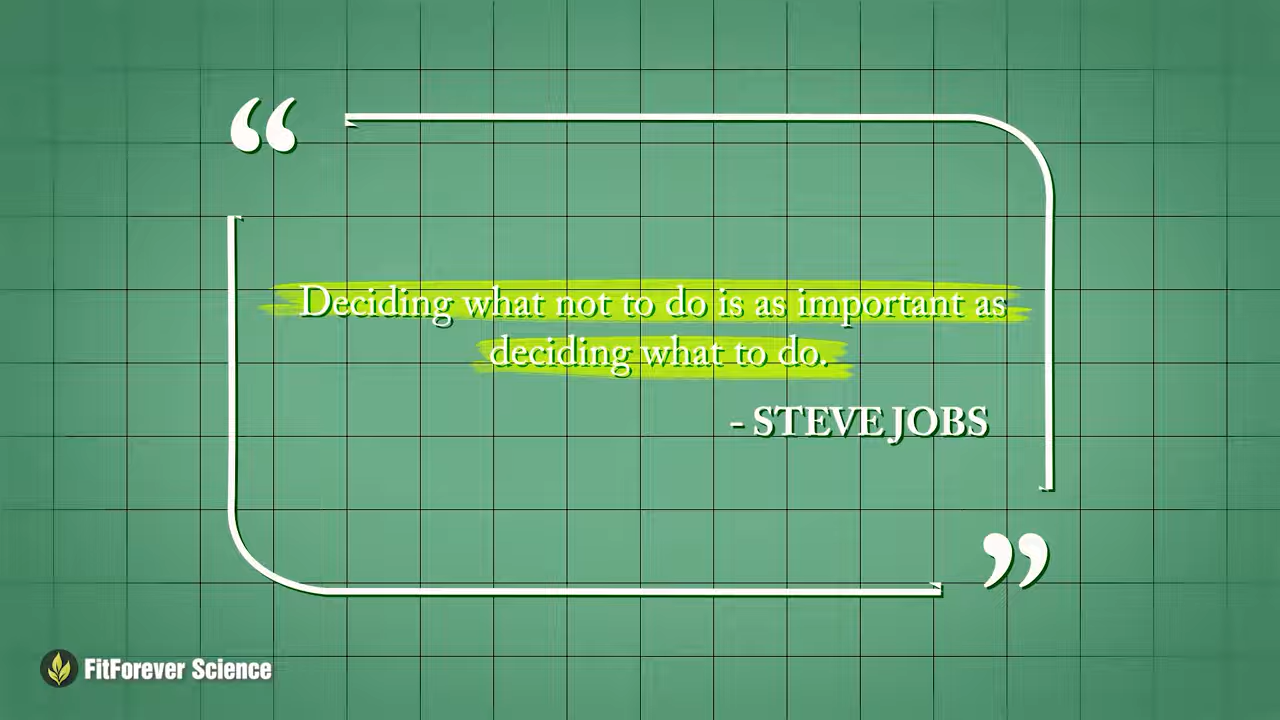 “
Deciding what not to do is as important as
deciding what to do.
- STEVE JOBS
”
FitForever Science